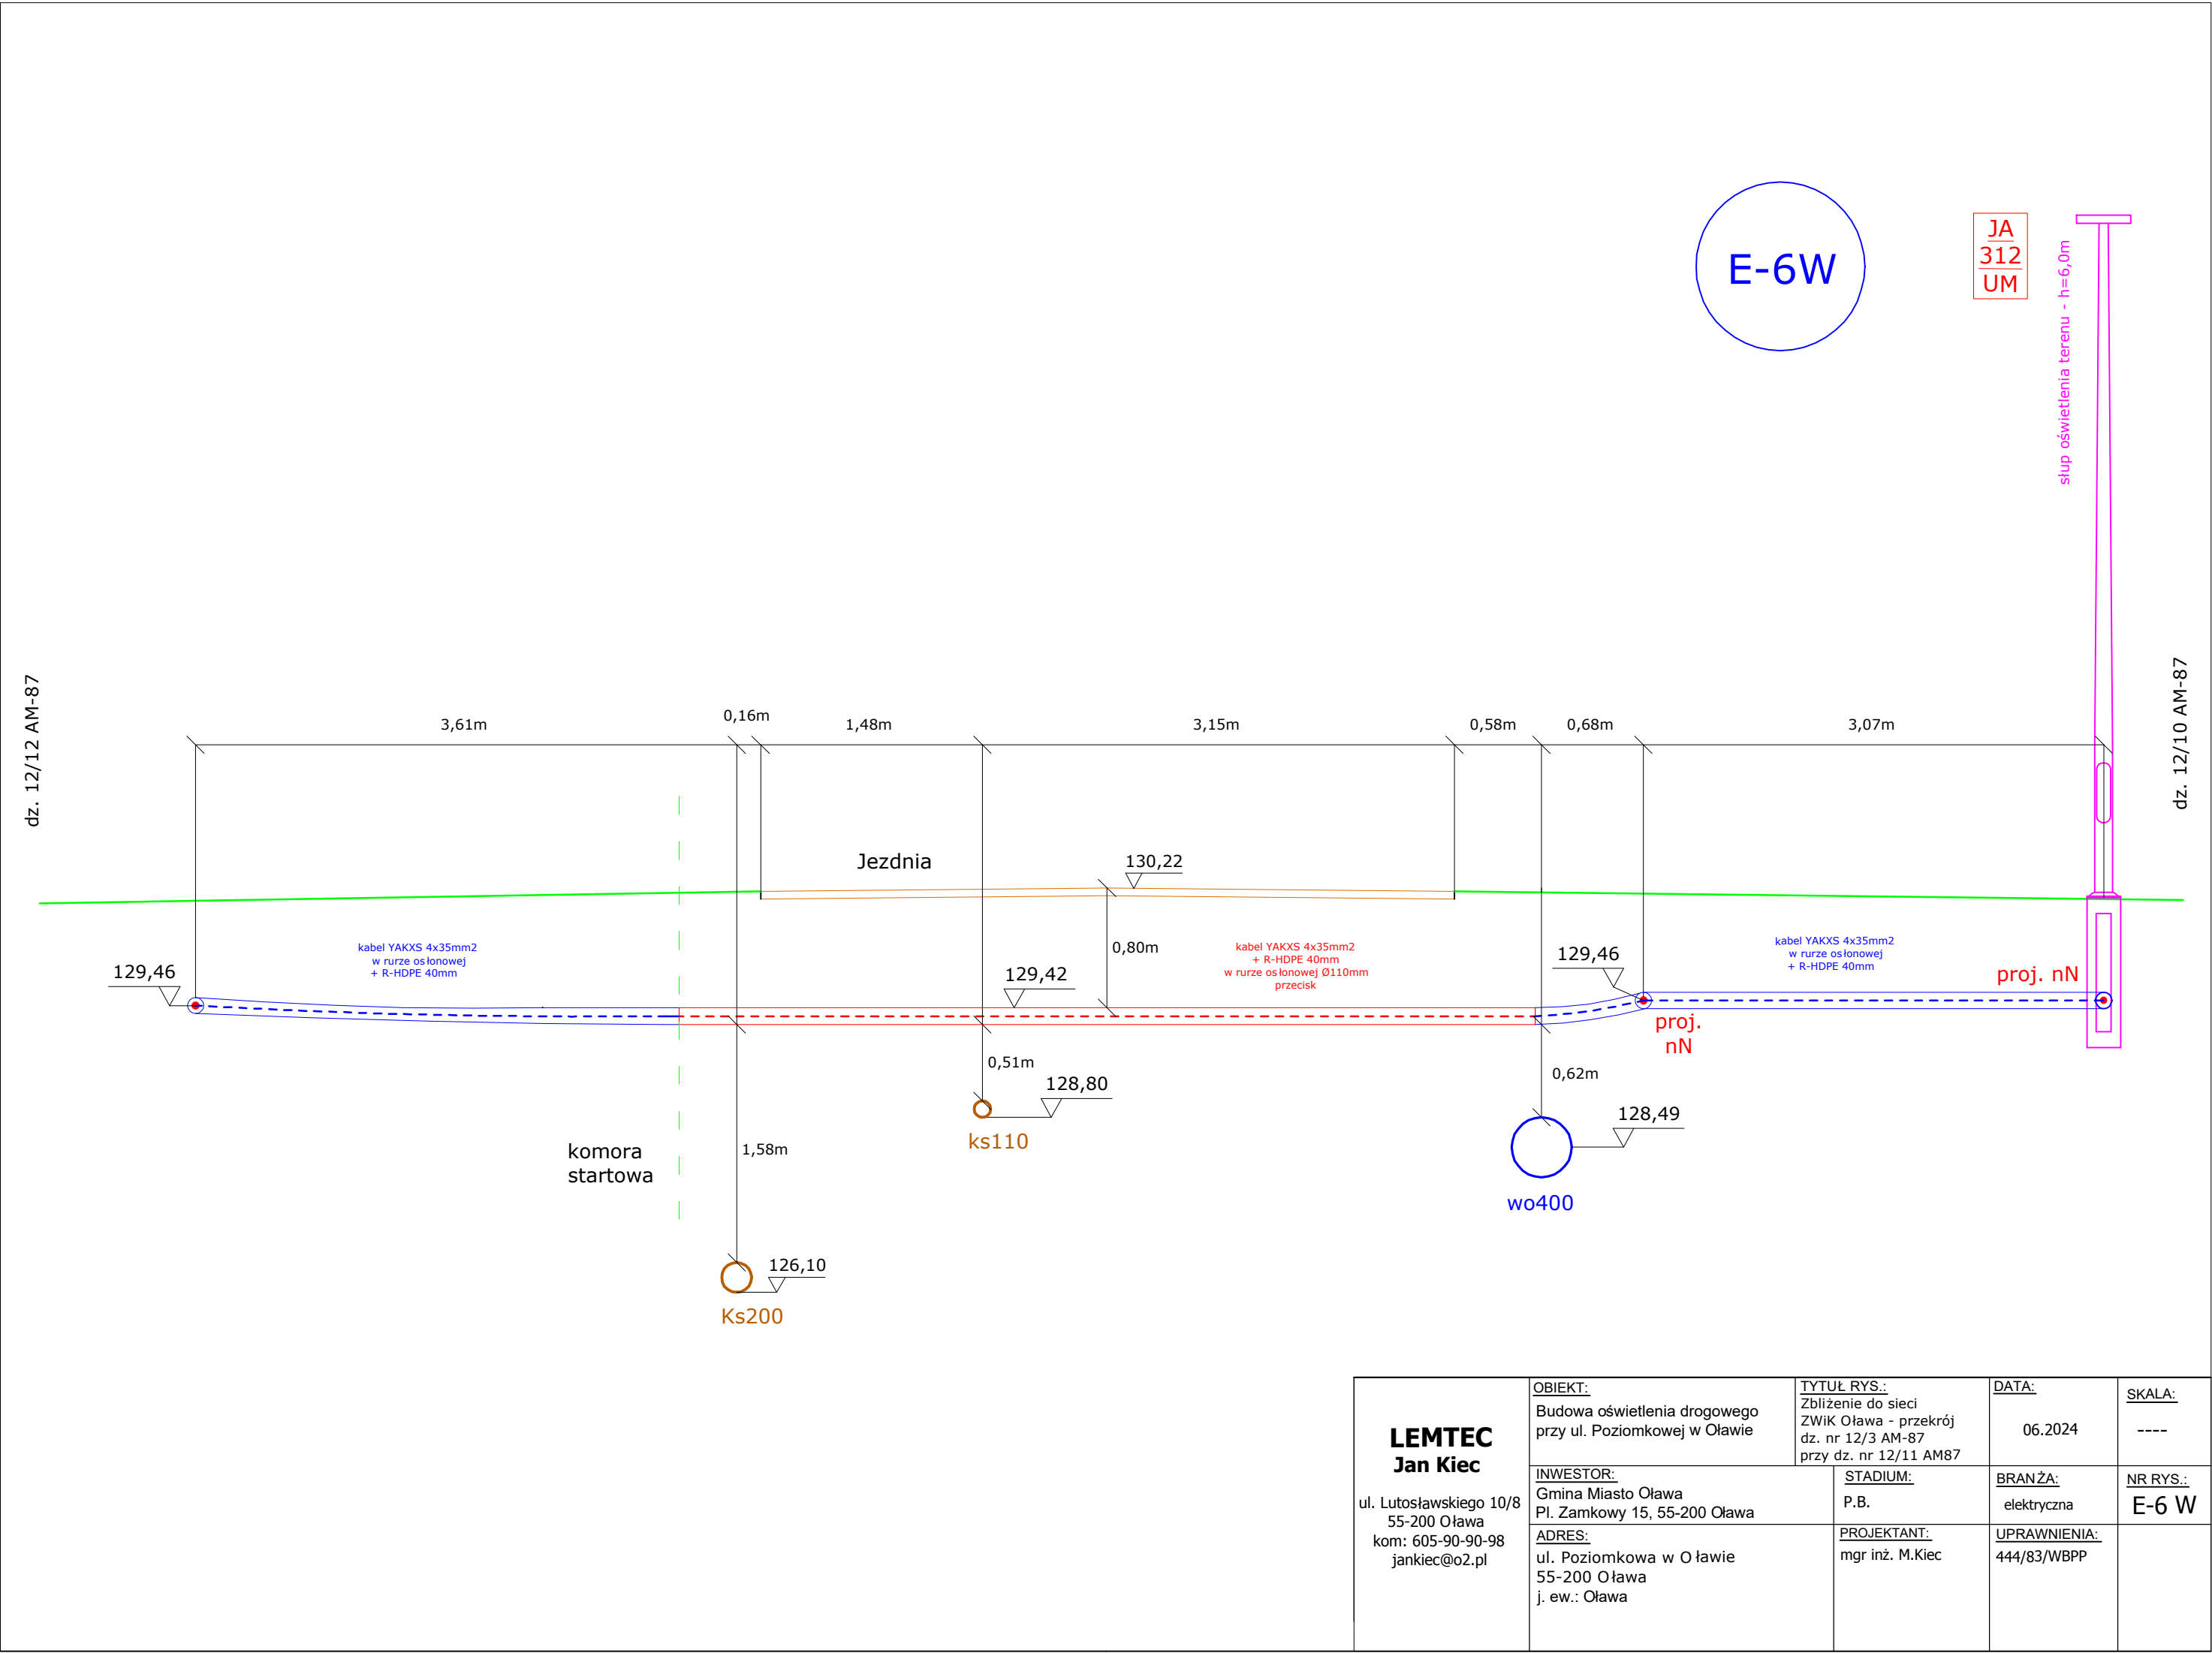 E-6W
JA
312
UM
słup oświetlenia terenu - h=6,0m
dz. 12/12 AM-87
dz. 12/10 AM-87
3,61m
0,16m
1,48m
3,15m
0,58m
0,68m
3,07m
Jezdnia
130,22
kabel YAKXS 4x35mm2
w rurze osłonowej
+ R-HDPE 40mm
129,46
129,42
0,80m
kabel YAKXS 4x35mm2
+ R-HDPE 40mm
w rurze osłonowej Ø110mm
przecisk
129,46
kabel YAKXS 4x35mm2
w rurze osłonowej
+ R-HDPE 40mm
proj. nN
proj.
nN
0,51m
128,80
ks110
0,62m
128,49
wo400
komora
startowa
1,58m
126,10
Ks200
LEMTEC
Jan Kiec
ul. Lutosławskiego 10/8
55-200 Oława
kom: 605-90-90-98
jankiec@o2.pl
OBIEKT:
Budowa oświetlenia drogowego
przy ul. Poziomkowej w Oławie
TYTUŁ RYS.:
Zbliżenie do sieci
ZWiK Oława - przekrój
dz. nr 12/3 AM-87
przy dz. nr 12/11 AM87
DATA:
06.2024
SKALA:
----
INWESTOR:
Gmina Miasto Oława
Pl. Zamkowy 15, 55-200 Oława
STADIUM:
P.B.
BRANŻA:
elektryczna
NR RYS.:
E-6 W
ADRES:
ul. Poziomkowa w Oławie
55-200 Oława
j. ew.: Oława
PROJEKTANT:
mgr inż. M.Kiec
UPRAWNIENIA:
444/83/WBPP